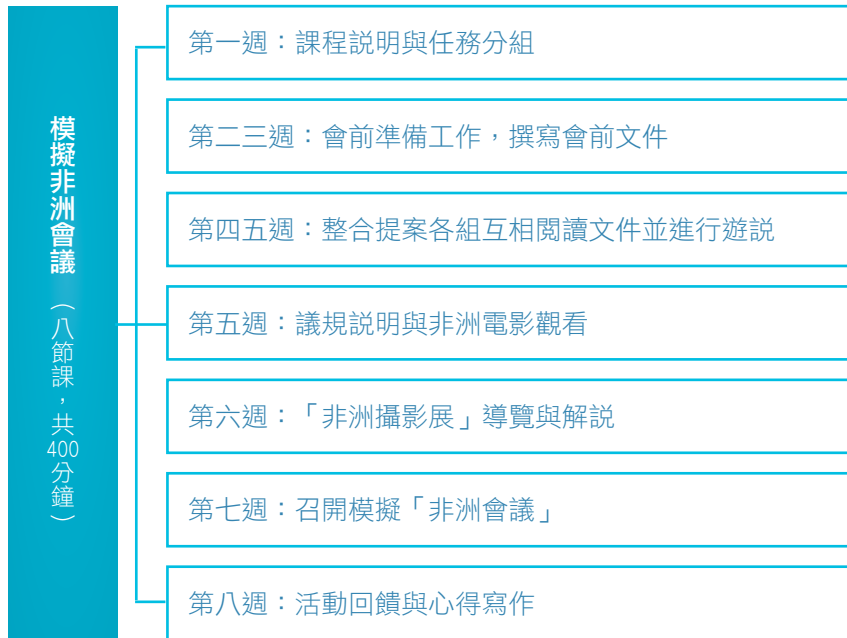 模擬非洲會議（八節課，共400分鐘）
第一週：課程説明與任務分組
第二三週：會前準備工作，撰寫會前文件
第四五週：整合提案各組互相閲讀文件並進行遊説
第五週：議規説明與非洲電影觀看
第六週：「非洲攝影展」導覽與解説
第七週：召開模擬「非洲會議」
第八週：活動回饋與心得寫作